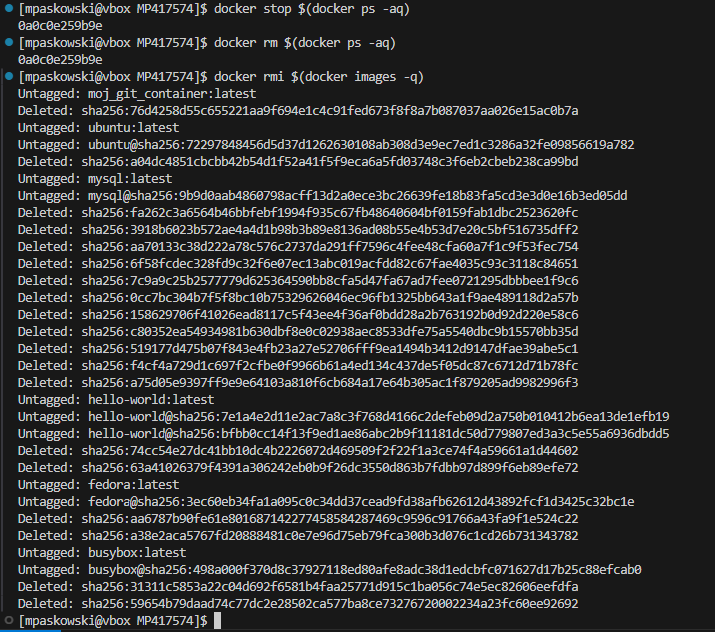 [mpaskowski@vbox MP417574]$ docker stop $(docker ps -aq)
0a0c0e259b9e
[mpaskowski@vbox MP417574]$ docker rm $(docker ps -aq)
0a0c0e259b9e
[mpaskowski@vbox MP417574]$ docker rmi $(docker images -q)
Untagged: moj_git_container:latest
Deleted: sha256:76d4258d55c655221aa9f694e1c4c91fed673f8f8a7b087037aa026e15ac0b7a
Untagged: ubuntu:latest
Untagged: ubuntu@sha256:72297848456d5d37d1262630108ab308d3e9ec7ed1c3286a32fe09856619a782
Deleted: sha256:a04dc4851cbcbb42b54d1f52a41f5f9eca6a5fd03748c3f6eb2cbeb238ca99bd
Untagged: mysql:latest
Untagged: mysql@sha256:9b9d0aab4860798acff13d2a0ece3bc26639fe18b83fa5cd3e3d0e16b3ed05dd
Deleted: sha256:fa262c3a6564b46bbfebf1994f935c67fb48640604bf0159fab1dbc2523620fc
Deleted: sha256:3918b6023b572ae4a4d1b98b3b89e8136ad08b55e4b53d7e20c5bf516735dff2
Deleted: sha256:aa70133c38d222a78c576c2737da291ff7596c4fee48cfa60a7f1c9f53fec754
Deleted: sha256:6f58fcdec328fd9c32f6e07ec13abc019acfdd82c67fae4035c93c3118c84651
Deleted: sha256:7c9a9c25b2577779d625364590bb8cfa5d47fa67ad7fee0721295dbbbee1f9c6
Deleted: sha256:0cc7bc304b7f5f8bc10b75329626046ec96fb1325bb643a1f9ae489118d2a57b
Deleted: sha256:158629706f41026ead8117c5f43ee4f36af0bdd28a2b763192b0d92d220e58c6
Deleted: sha256:c80352ea54934981b630dbf8e0c02938aec8533dfe75a5540dbc9b15570bb35d
Deleted: sha256:519177d475b07f843e4fb23a27e52706fff9ea1494b3412d9147dfae39abe5c1
Deleted: sha256:f4cf4a729d1c697f2cfbe0f9966b61a4ed134c437de5f05dc87c6712d71b78fc
Deleted: sha256:a75d05e9397ff9e9e64103a810f6cb684a17e64b305ac1f879205ad9982996f3
Untagged: hello-world:latest
Untagged: hello-world@sha256:7e1a4e2d11e2ac7a8c3f768d4166c2defeb09d2a750b010412b6ea13de1efb19
Untagged: hello-world@sha256:bfbb0cc14f13f9ed1ae86abc2b9f11181dc50d779807ed3a3c5e55a6936dbdd5
Deleted: sha256:74cc54e27dc41bb10dc4b2226072d469509f2f22f1a3ce74f4a59661a1d44602
Deleted: sha256:63a41026379f4391a306242eb0b9f26dc3550d863b7fdbb97d899f6eb89efe72
Untagged: fedora:latest
Untagged: fedora@sha256:3ec60eb34fa1a095c0c34dd37cead9fd38afb62612d43892fcf1d3425c32bc1e
Deleted: sha256:aa6787b90fe61e801687142277458584287469c9596c91766a43fa9f1e524c22
Deleted: sha256:a38e2aca5767fd20888481c0e7e96d75eb79fca300b3d076c1cd26b731343782
Untagged: busybox:latest
Untagged: busybox@sha256:498a000f370d8c37927118ed80afe8adc38d1edcbfc071627d17b25c88efcab0
Deleted: sha256:31311c5853a22c04d692f6581b4faa25771d915c1ba056c74e5ec82606eefdfa
Deleted: sha256:59654b79daad74c77dc2e28502ca577ba8ce73276720002234a23fc60ee92692
[mpaskowski@vbox MP417574]$